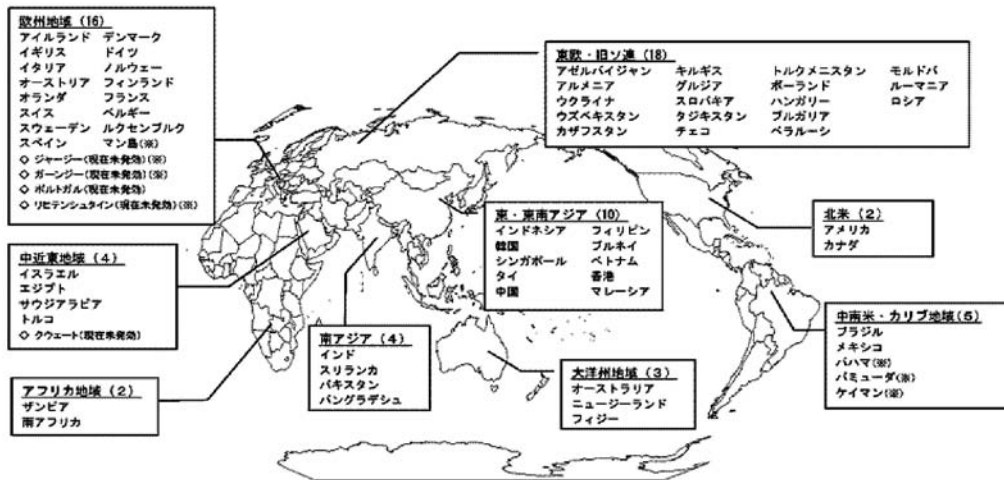 欧州地域 (16)
アイルランド デンマーク
イギリス ドイツ
イタリア ノルウェー
オーストリア フィンランド
オランダ フランス
スイス ベルギー
スウェーデン ルクセンブルク
スペイン マン島(※)
◇ ジャージー(現在未発効)(※)
◇ ガーンジー(現在未発効)(※)
◇ ポルトガル(現在未発効)
◇ リヒテンシュタイン(現在未発効)(※)
東欧・旧ソ連 (18)
アゼルバイジャン キルギス トルクメニスタン モルドバ
アルメニア グルジア ポーランド ルーマニア
ウクライナ スロバキア ハンガリー ロシア
ウズベキスタン タジキスタン ブルガリア
カザフスタン チェコ ベラルーシ
東・東南アジア (10)
インドネシア フィリピン
韓国 ブルネイ
シンガポール ベトナム
タイ 香港
中国 マレーシア
北米 (2)
アメリカ
カナダ
中近東地域 (4)
イスラエル
エジプト
サウジアラビア
トルコ
◇ クウェート(現在未発効)
中南米・カリブ地域 (5)
ブラジル
メキシコ
バハマ(※)
バミューダ(※)
ケイマン(※)
南アジア (4)
インド
スリランカ
パキスタン
バングラデシュ
大洋州地域 (3)
オーストラリア
ニュージーランド
フィジー
アフリカ地域 (2)
ザンビア
南アフリカ